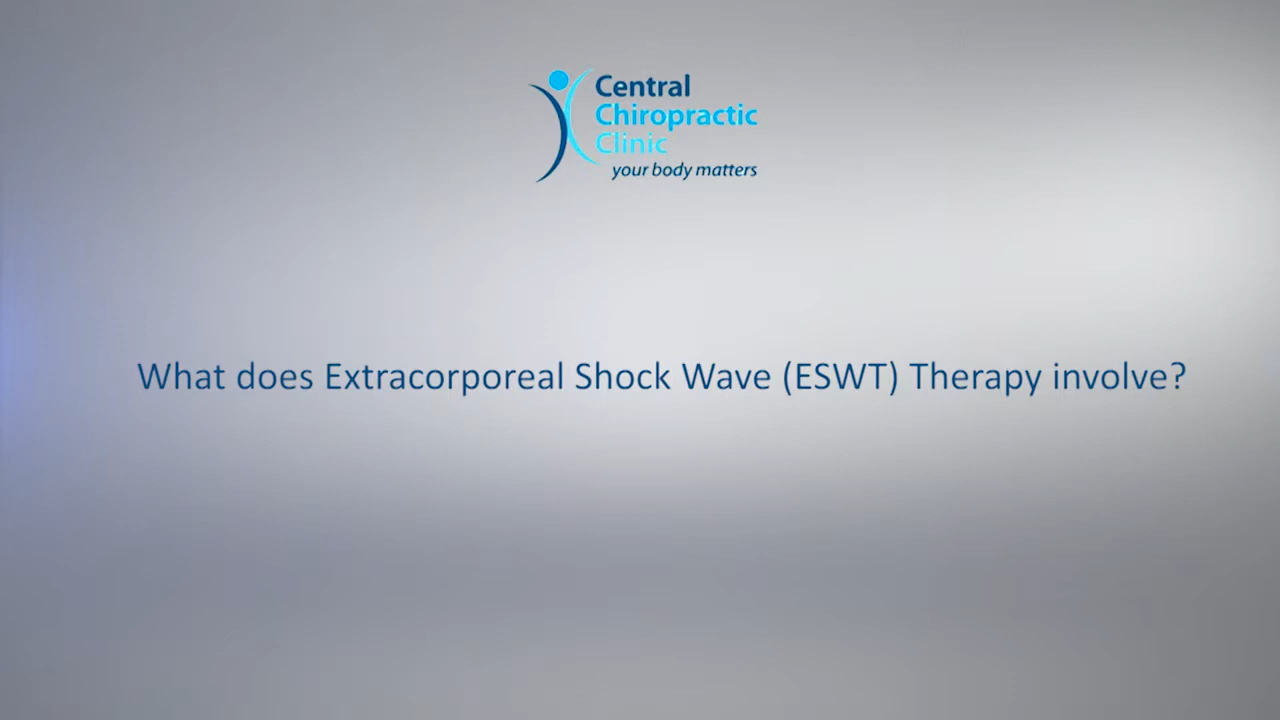 Central
Chiropractic
Clinic
your body matters
What does Extracorporeal Shock Wave (ESWT) Therapy involve?